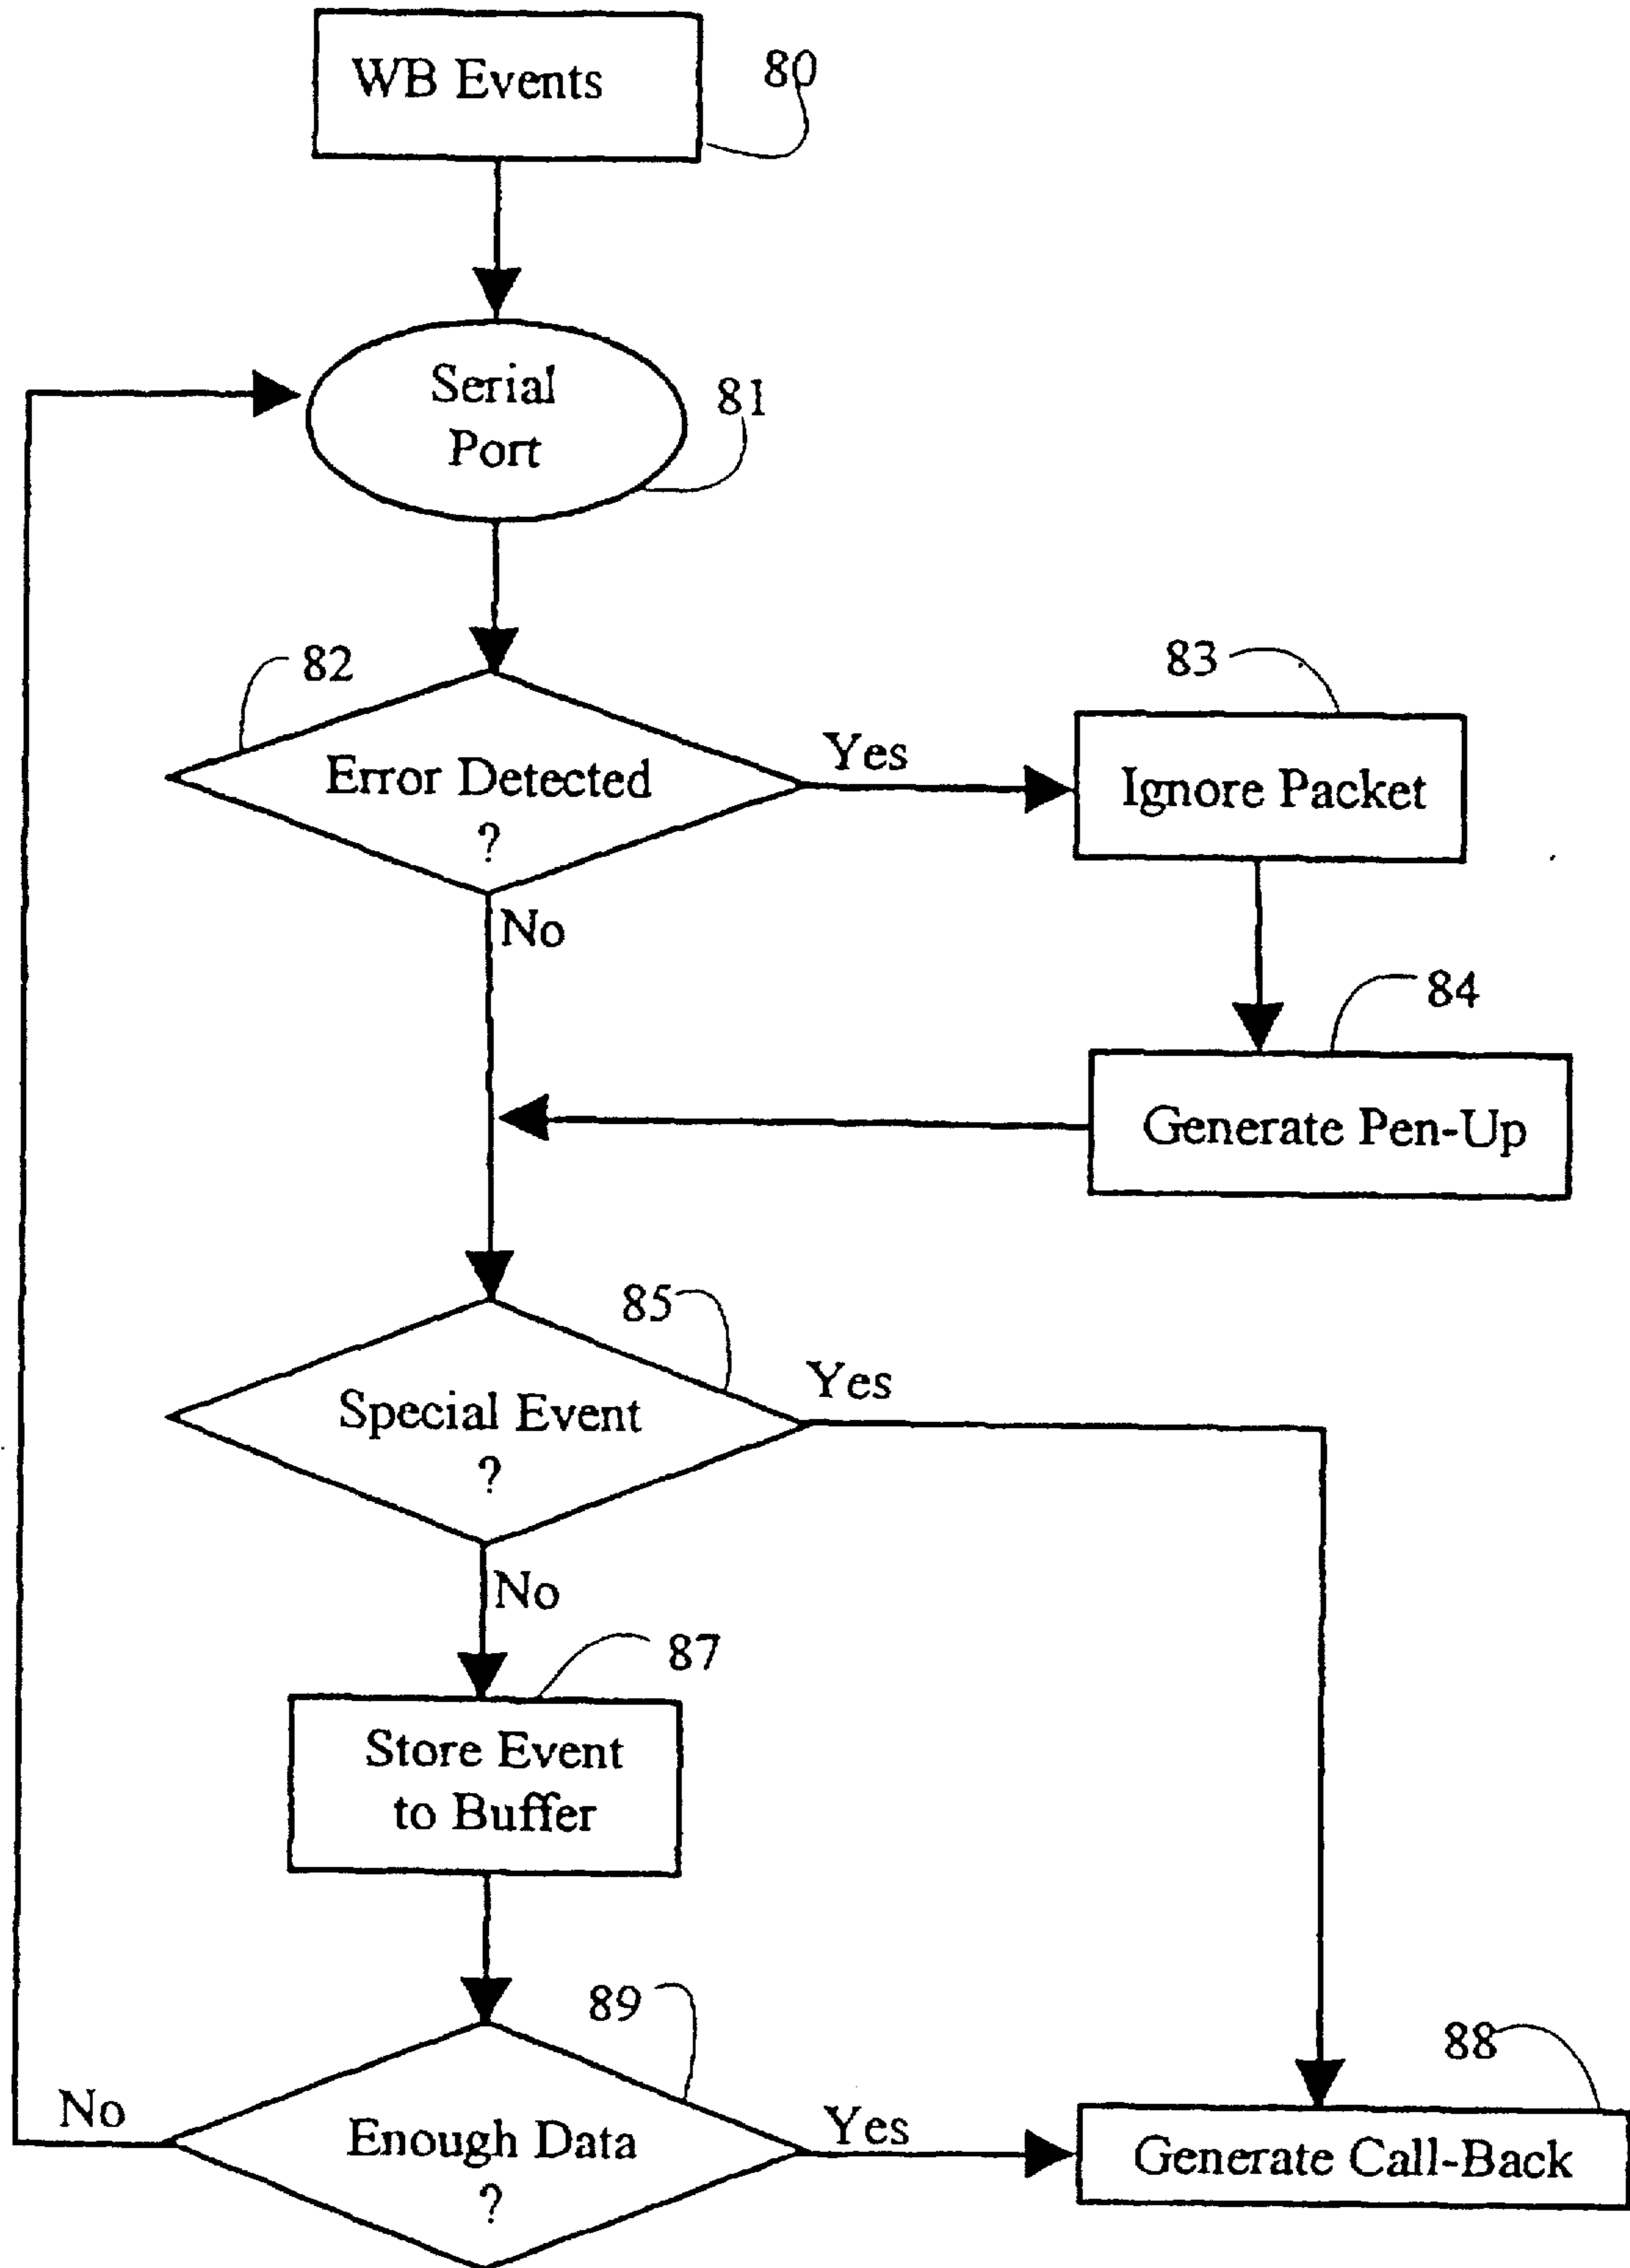 WB Events
80
Serial
Port
81
82
Error Detected
?
Yes
83
Ignore Packet
No
84
Generate Pen-Up
85
Special Event
?
Yes
No
87
Store Event
to Buffer
89
Enough Data
?
No
Yes
88
Generate Call-Back